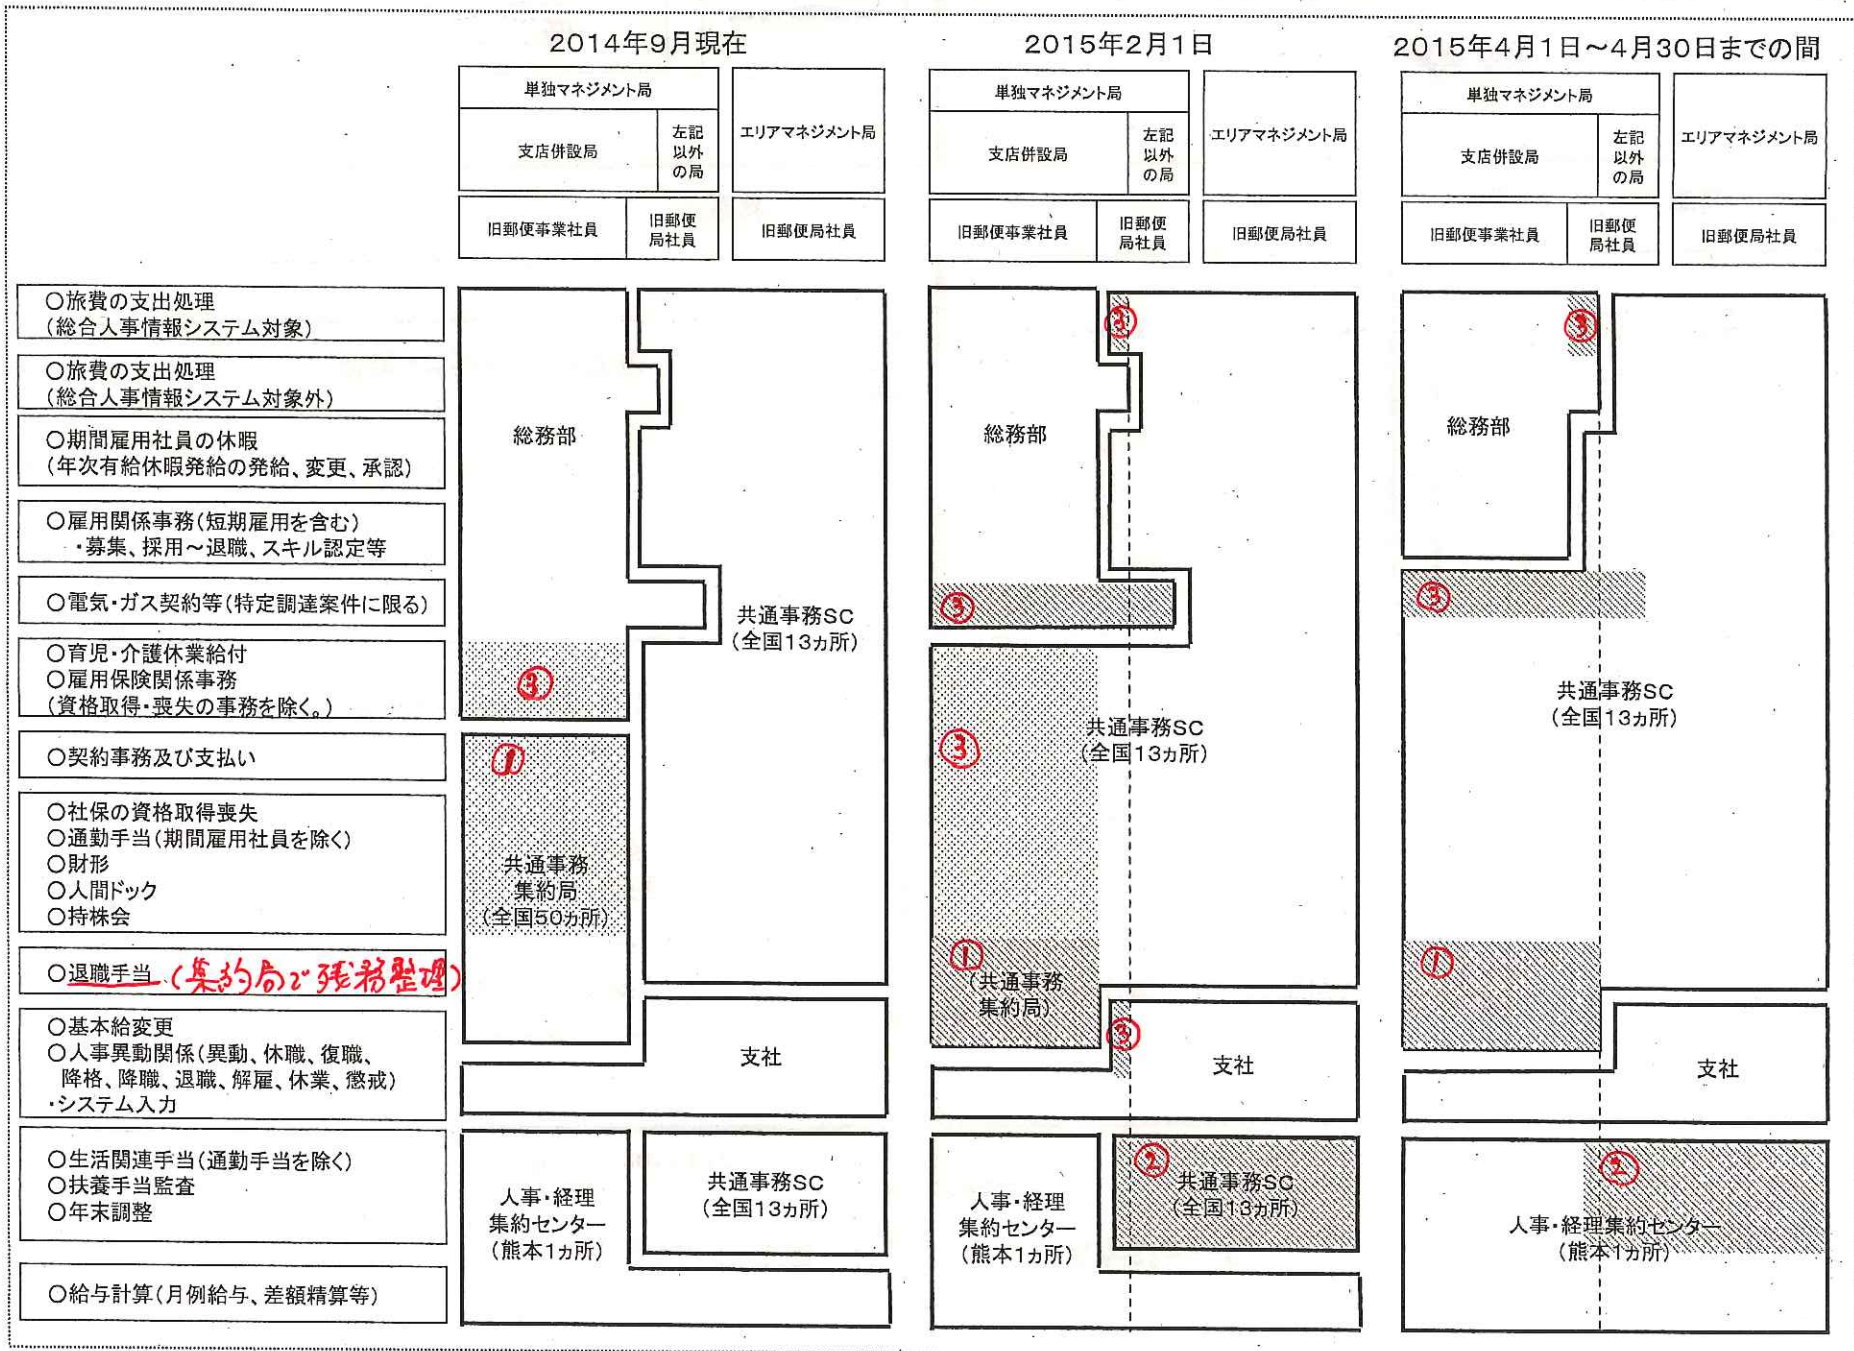 2014年9月現在
2015年2月1日
2015年4月1日～4月30日までの間
単独マネジメント局
支店併設局
左記
以外
の局
エリアマネジメント局
旧郵便事業社員
旧郵便
局社員
旧郵便局社員
単独マネジメント局
支店併設局
左記
以外
の局
エリアマネジメント局
旧郵便事業社員
旧郵便
局社員
旧郵便局社員
単独マネジメント局
支店併設局
左記
以外
の局
エリアマネジメント局
旧郵便事業社員
旧郵便
局社員
旧郵便局社員
○旅費の支出処理
(総合人事情報システム対象)
○旅費の支出処理
(総合人事情報システム対象外)
○期間雇用社員の休暇
(年次有給休暇発給の発給、変更、承認)
○雇用関係事務(短期雇用を含む)
・募集、採用～退職、スキル認定等
○電気・ガス契約等(特定調達案件に限る)
○育児・介護休業給付
○雇用保険関係事務
(資格取得・喪失の事務を除く。)
○契約事務及び支払い
○社保の資格取得喪失
○通勤手当(期間雇用社員を除く)
○財形
○人間ドック
○持株会
○退職手当 (集約局で残務整理)
○基本給変更
○人事異動関係(異動、休職、復職、
降格、降職、退職、解雇、休業、懲戒)
・システム入力
○生活関連手当(通勤手当を除く)
○扶養手当監査
○年末調整
○給与計算(月例給与、差額精算等)
総務部
③
①
共通事務
集約局
(全国50ヵ所)
共通事務SC
(全国13ヵ所)
支社
人事・経理
集約センター
(熊本1ヵ所)
共通事務SC
(全国13ヵ所)
③
総務部
③
③
共通事務SC
(全国13ヵ所)
①
(共通事務
集約局)
③
支社
人事・経理
集約センター
(熊本1ヵ所)
②
共通事務SC
(全国13ヵ所)
③
総務部
③
共通事務SC
(全国13ヵ所)
①
支社
②
人事・経理集約センター
(熊本1ヵ所)